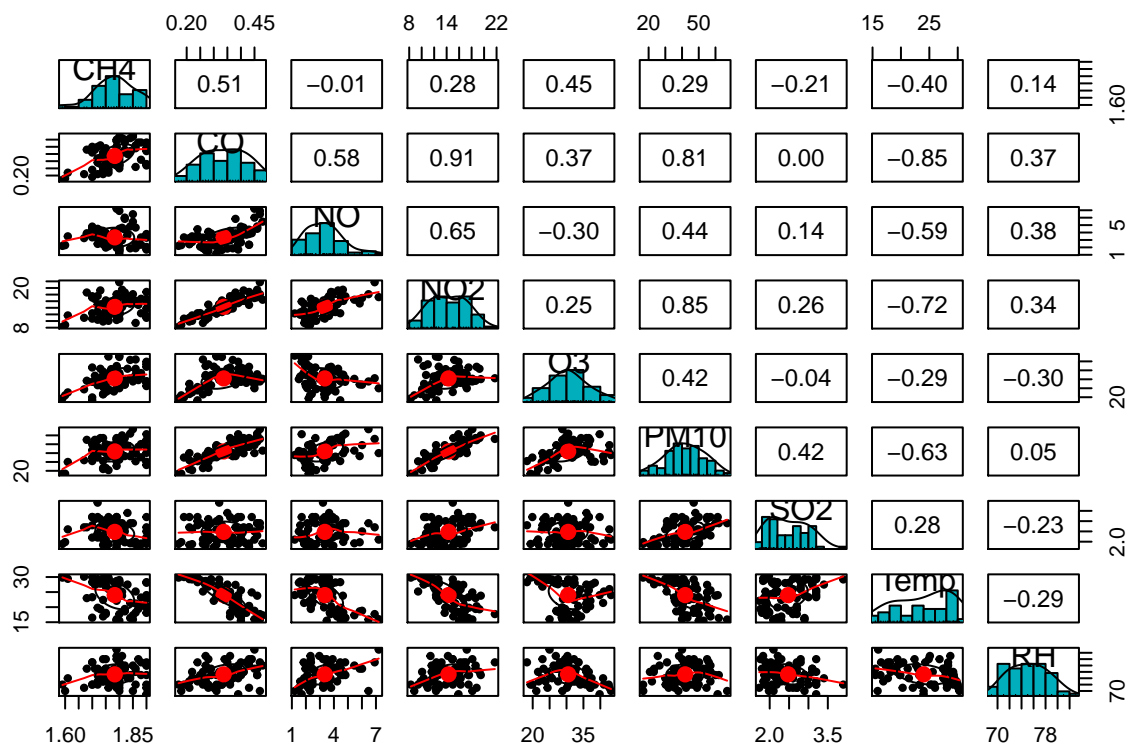 0.20 0.45 8 14 22 20 50 15 25
CH4 0.51 −0.01 0.28 0.45 0.29 −0.21 −0.40 0.14 1.60
0.20 CO 0.58 0.91 0.37 0.81 0.00 −0.85 0.37
NO 0.65 −0.30 0.44 0.14 −0.59 0.38 1 5
8 20 NO2 0.25 0.85 0.26 −0.72 0.34
O3 0.42 −0.04 −0.29 −0.30 20
20 PM10 0.42 −0.63 0.05
SO2 0.28 −0.23 2.0
15 30 Temp −0.29
RH 70
1.60 1.85 1 4 7 20 35 2.0 3.5 70 78